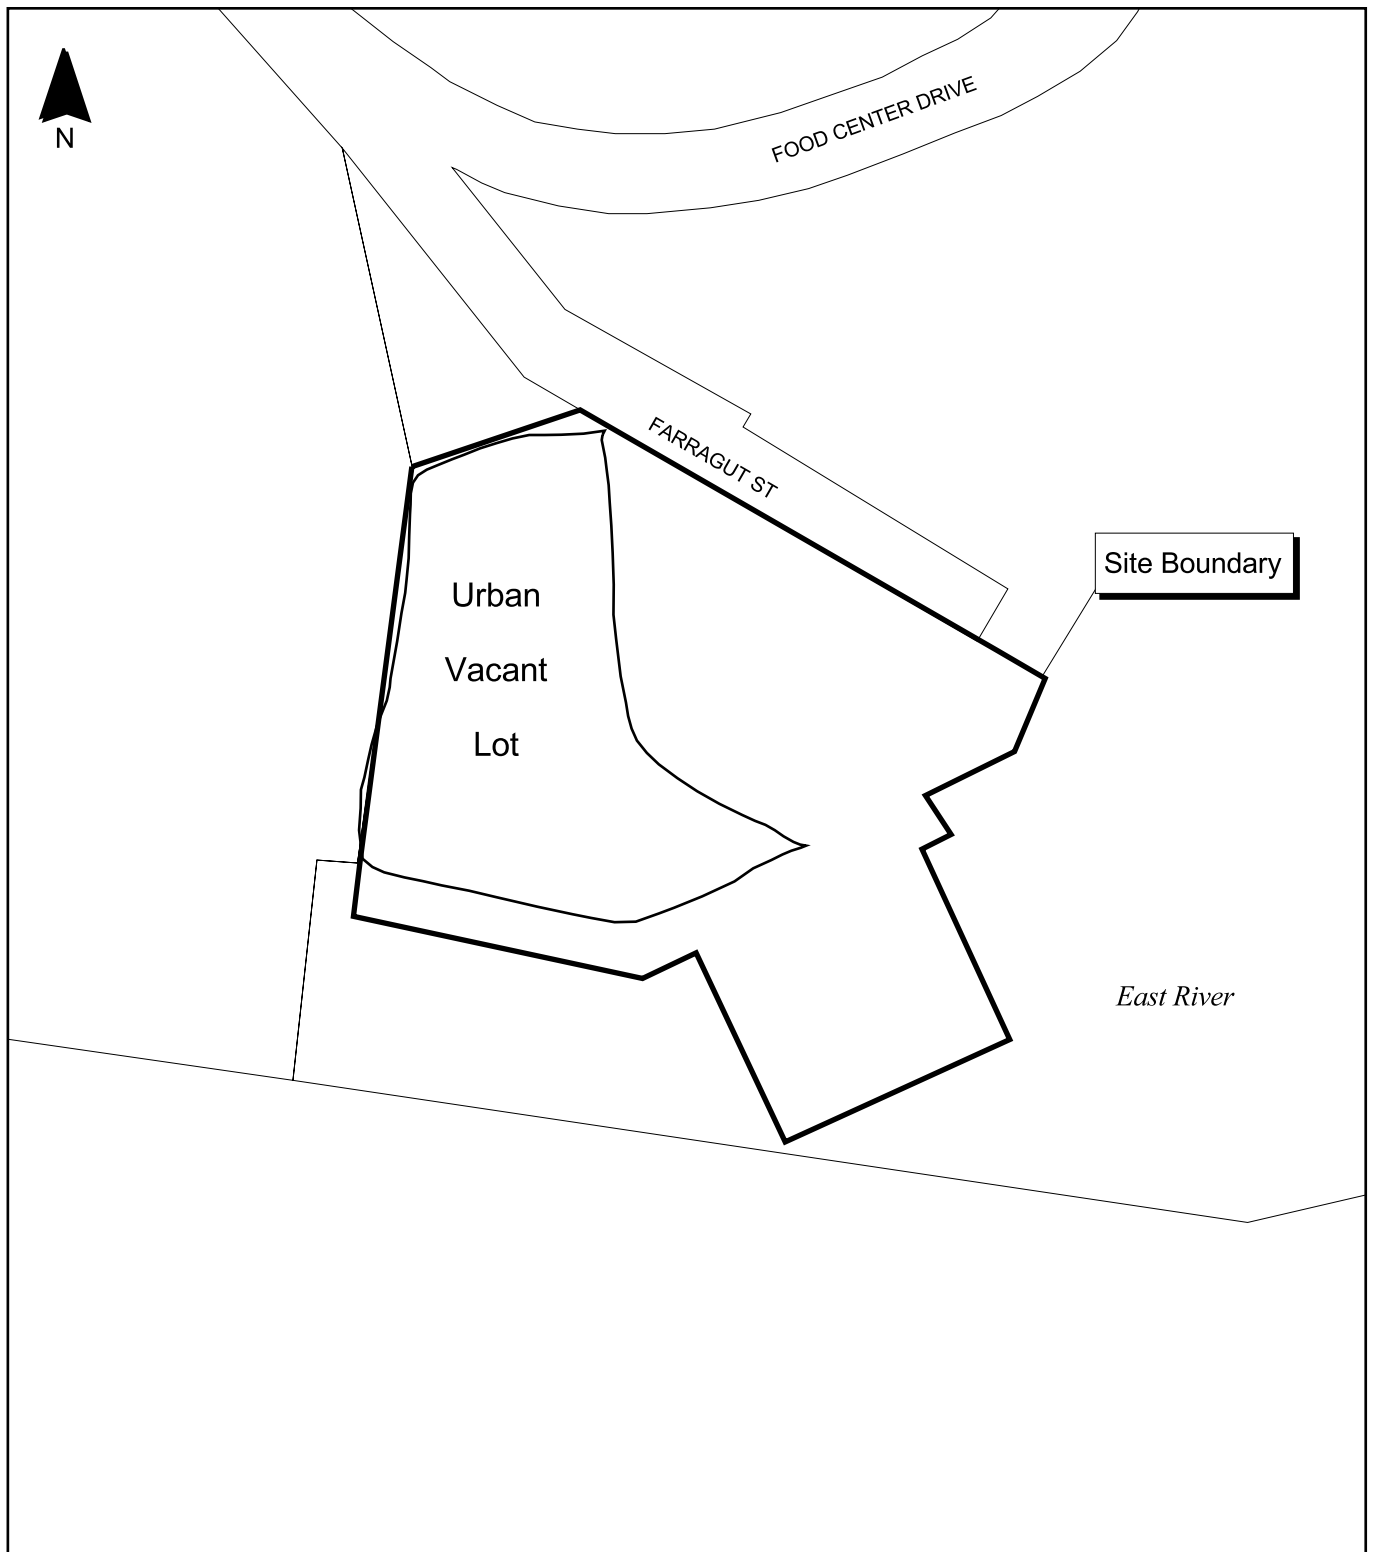 N
FOOD CENTER DRIVE
FARRAGUT ST
Site Boundary
Urban
Vacant
Lot
East River